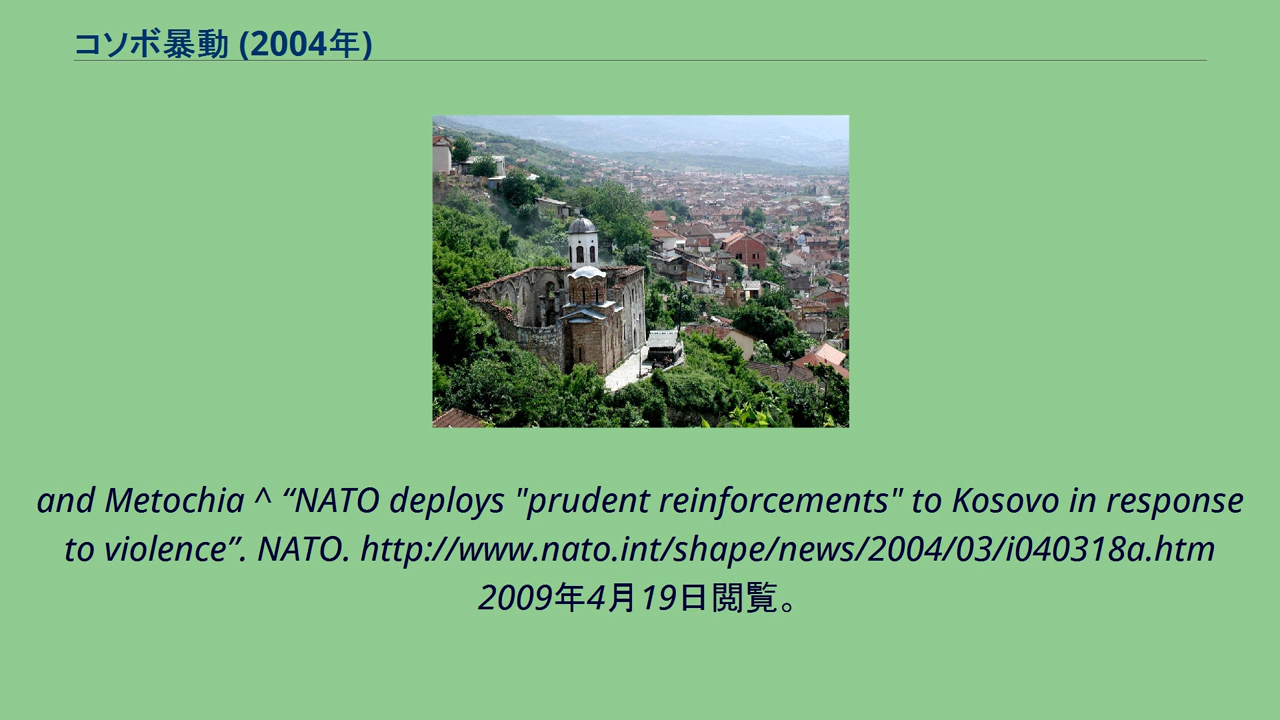 コソボ暴動 (2004年)
and Metochia ^ “NATO deploys "prudent reinforcements" to Kosovo in response
to violence”. NATO. http://www.nato.int/shape/news/2004/03/i040318a.htm
2009年4月19日閲覧。